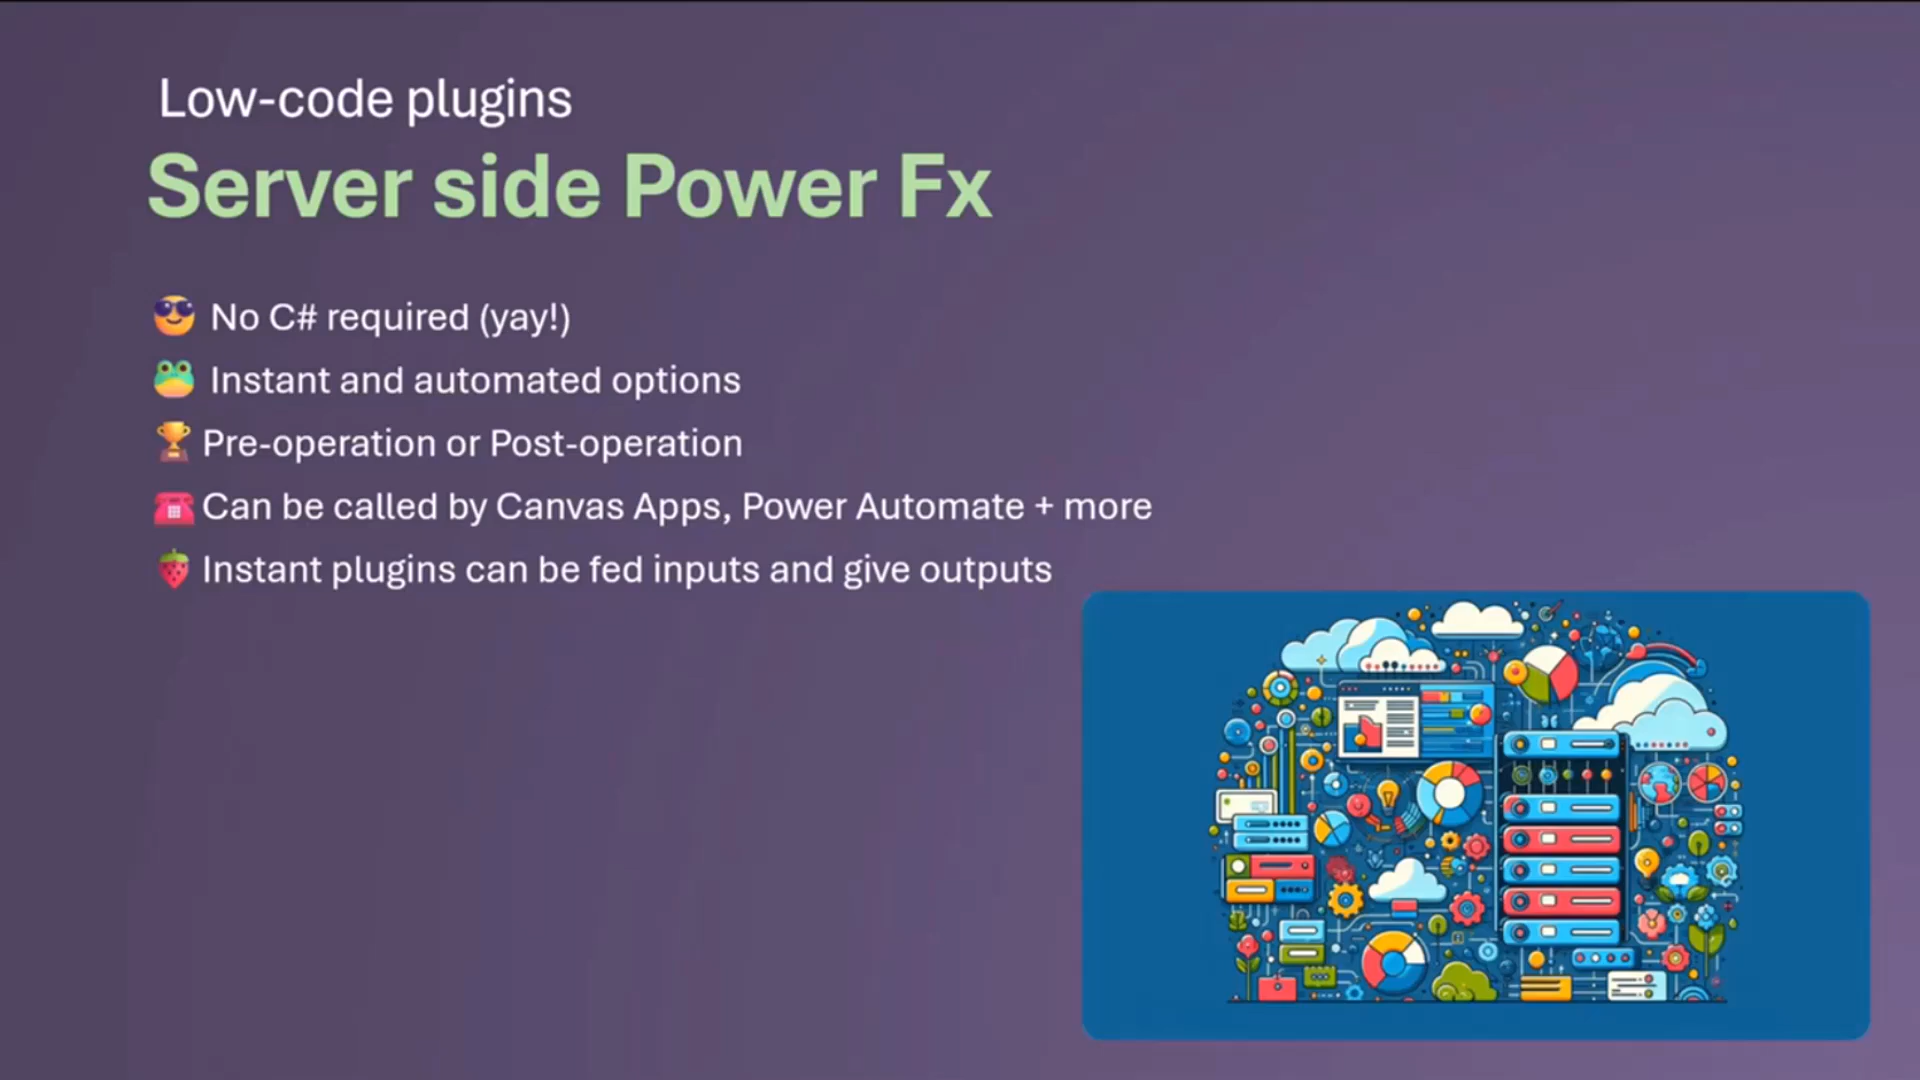 Low-code plugins
Server side Power Fx
😎 No C# required (yay!)
🐸 Instant and automated options
🏆 Pre-operation or Post-operation
☎️ Can be called by Canvas Apps, Power Automate + more
🍓 Instant plugins can be fed inputs and give outputs